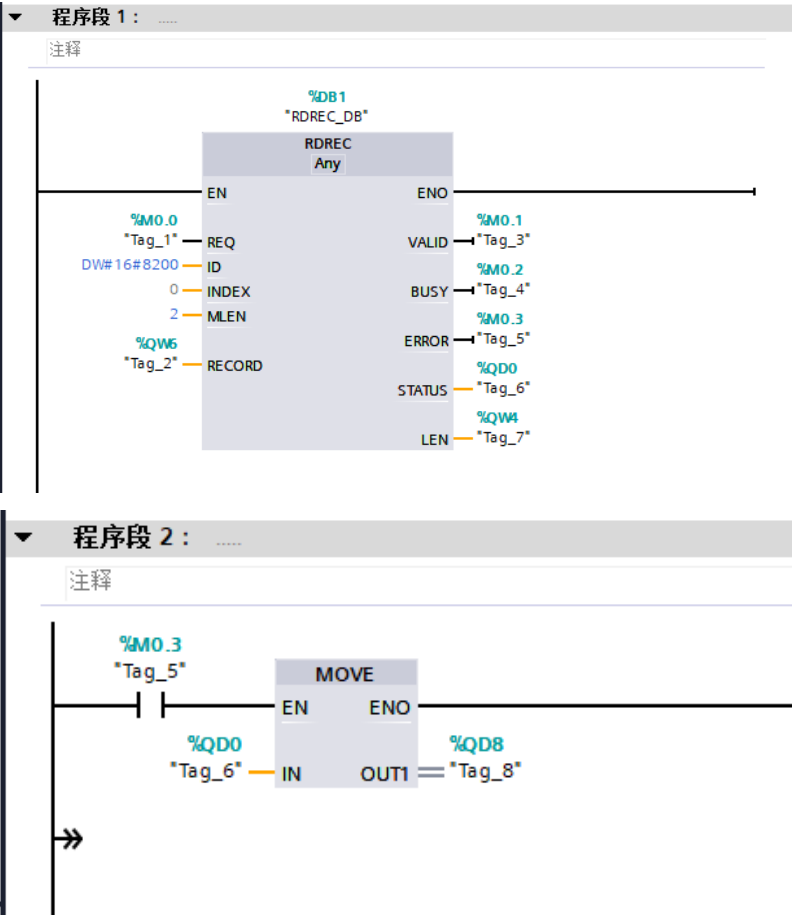 程序段 1： .....
注释
%DB1
"RDREC_DB"
RDREC
Any
EN ENO
%M0.0
"Tag_1" REQ
%M0.1
VALID "Tag_3"
DW#16#8200 ID
%M0.2
0 INDEX
BUSY "Tag_4"
2 MLEN
%M0.3
ERROR "Tag_5"
%QW6
"Tag_2" RECORD
%QD0
STATUS "Tag_6"
%QW4
LEN "Tag_7"
程序段 2： .....
注释
%M0.3
"Tag_5"
MOVE
EN ENO
%QD0
"Tag_6" IN
%QD8
OUT1 "Tag_8"